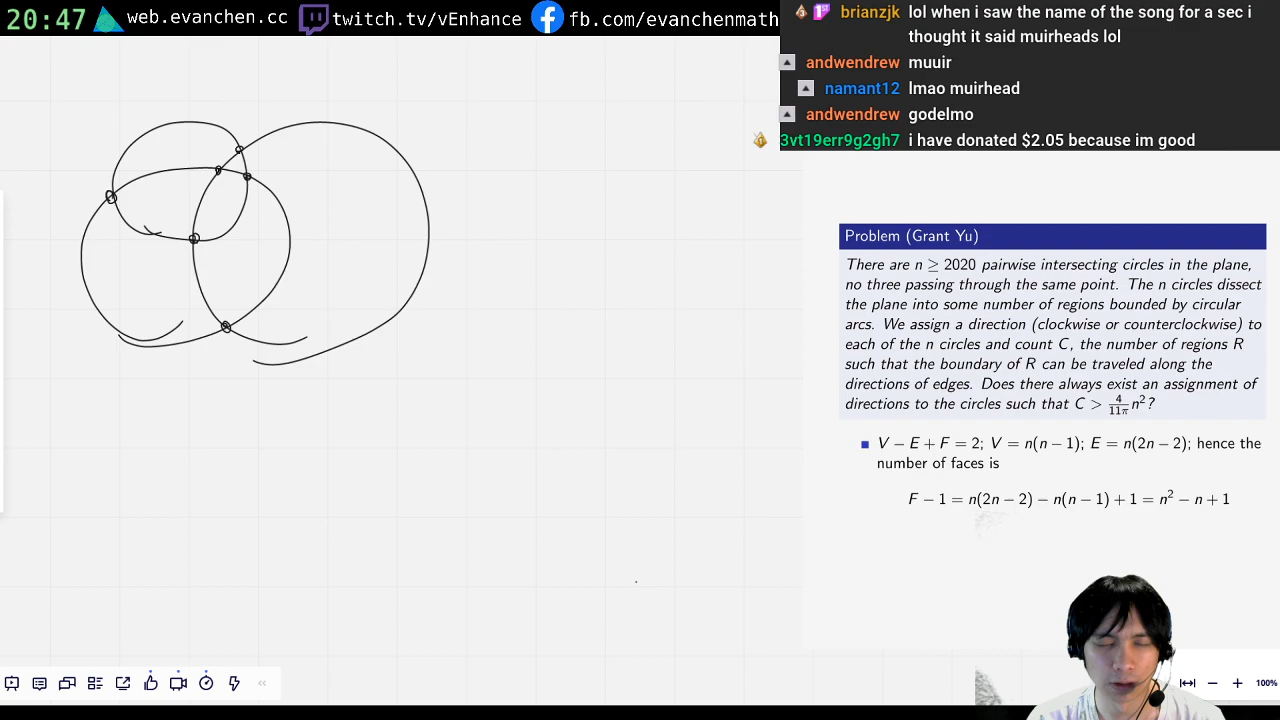 20:47 web.evanchen.cc twitch.tv/vEnhance fb.com/evanchenmath
brianzjk lol when i saw the name of the song for a sec i
thought it said muirheads lol
andwendrew muuir
namant12 lmao muirhead
andwendrew godelmo
3vt19err9g2gh7 i have donated $2.05 because im good
Problem (Grant Yu)
There are n ≥ 2020 pairwise intersecting circles in the plane,
no three passing through the same point. The n circles dissect
the plane into some number of regions bounded by circular
arcs. We assign a direction (clockwise or counterclockwise) to
each of the n circles and count C, the number of regions R
such that the boundary of R can be traveled along the
directions of edges. Does there always exist an assignment of
directions to the circles such that C > 4/11π n²?
V − E + F = 2; V = n(n − 1); E = n(2n − 2); hence the
number of faces is
F − 1 = n(2n − 2) − n(n − 1) + 1 = n² − n + 1
100%